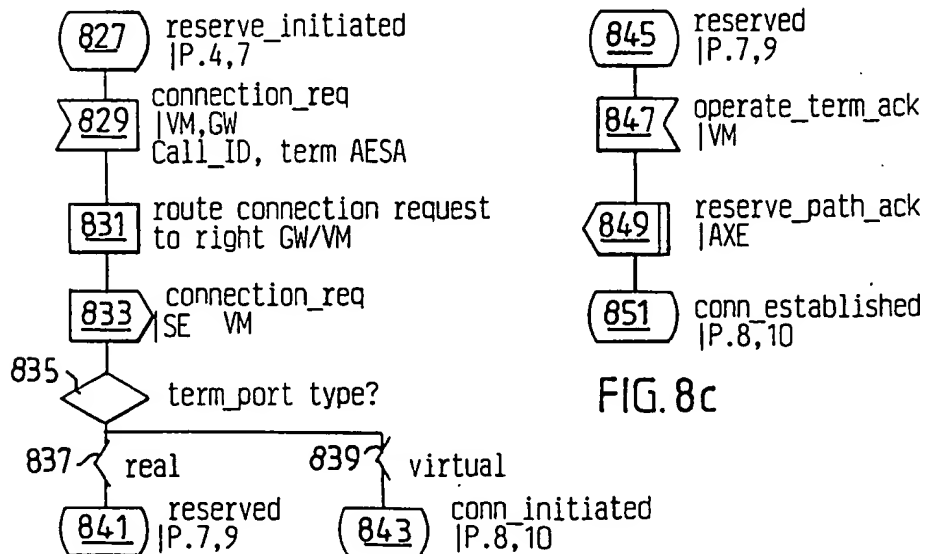 827 reserve_initiated
|P.4,7
829 connection_req
|VM,GW
Call_ID, term AESA
831 route connection request
to right GW/VM
833 connection_req
|SE VM
835 term_port type?
837 real
839 virtual
841 reserved
|P.7,9
843 conn_initiated
|P.8,10
845 reserved
|P.7,9
847 operate_term_ack
|VM
849 reserve_path_ack
|AXE
851 conn_established
|P.8,10
FIG. 8c